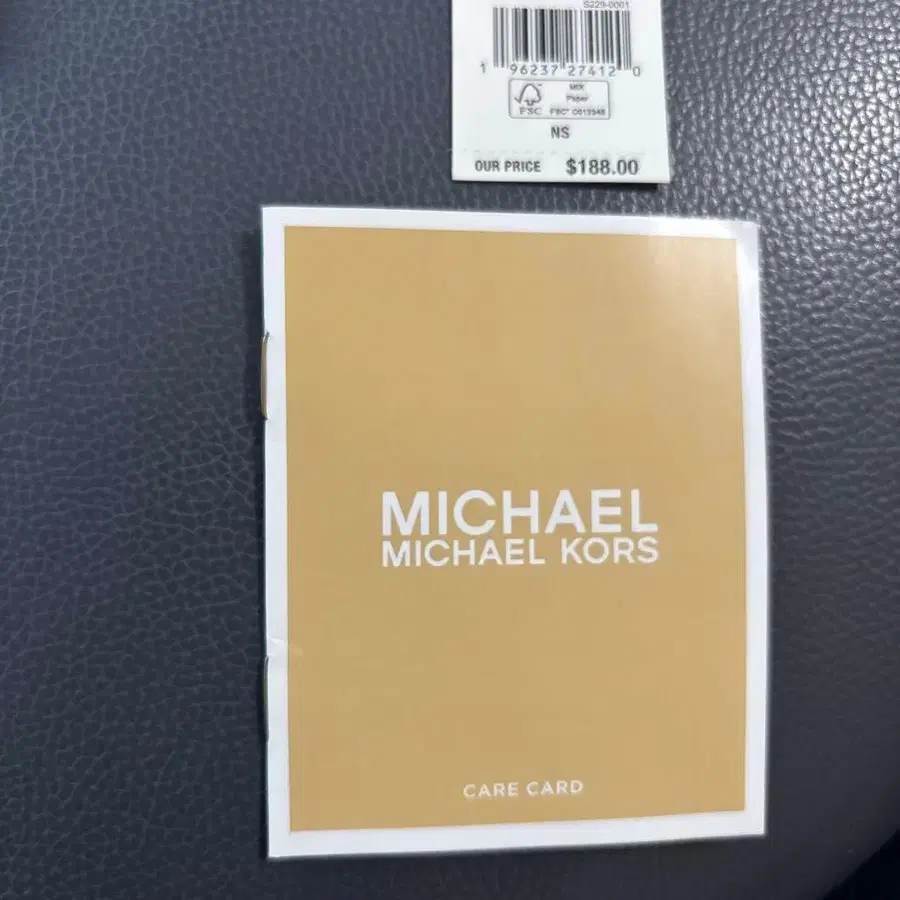 S229-0001
1 96237 27412 0
MIX
Paper
FSC
FSC® C013948
NS
OUR PRICE $188.00
MICHAEL
MICHAEL KORS
CARE CARD